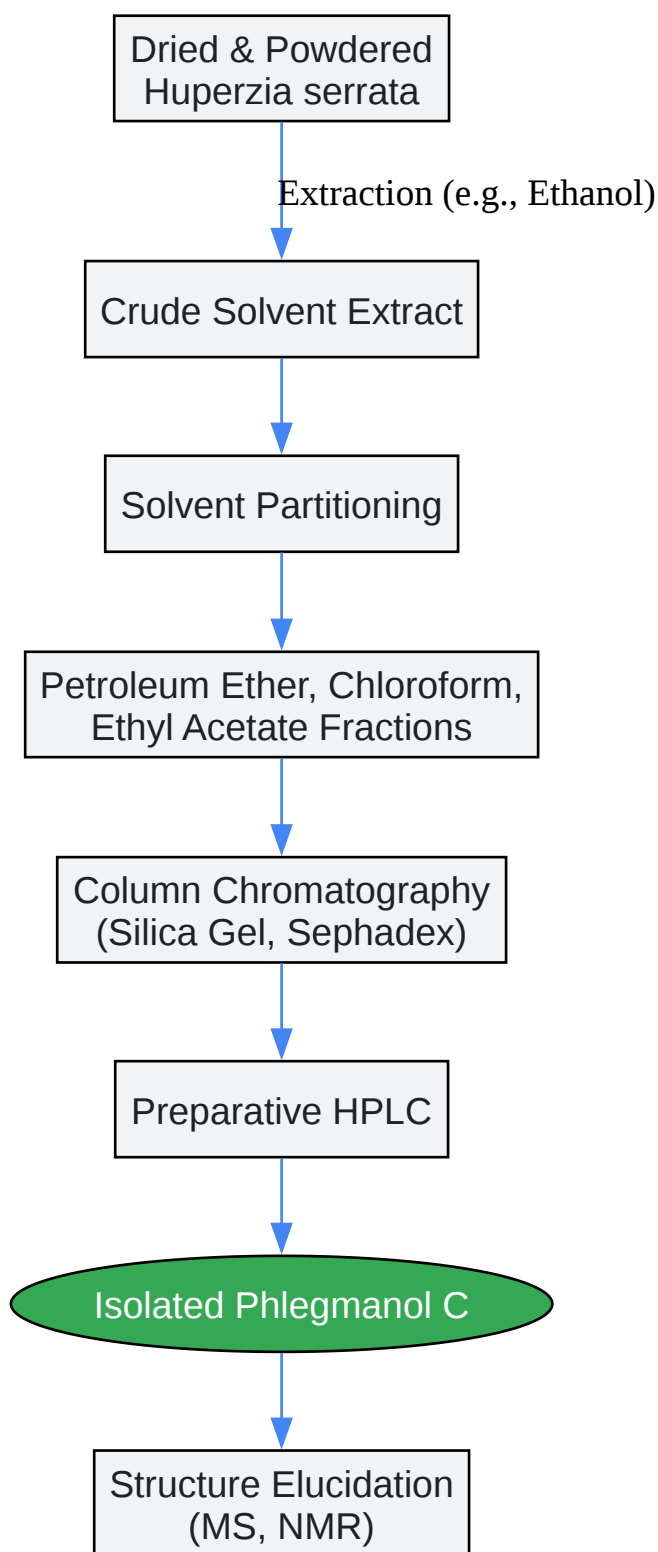 Dried & Powdered
Huperzia serrata
Extraction (e.g., Ethanol)
Crude Solvent Extract
Solvent Partitioning
Petroleum Ether, Chloroform,
Ethyl Acetate Fractions
Column Chromatography
(Silica Gel, Sephadex)
Preparative HPLC
Isolated Phlegmanol C
Structure Elucidation
(MS, NMR)